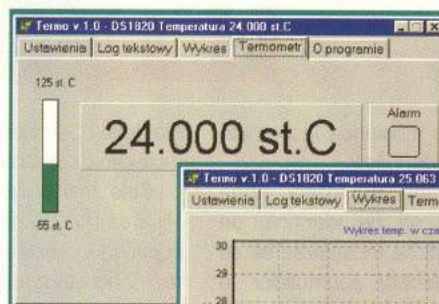 Termo v.1.0 - DS1820 Temperatura 24.000 st.C
Ustawienia Log tekstowy Wykres Termometr O programie
125 st. C
24.000 st.C
Alarm
-55 st. C
Termo v.1.0 - DS1820 Temperatura 25.063
Ustawienia Log tekstowy Wykres Term
Wykres temp. w cza
30
29
28